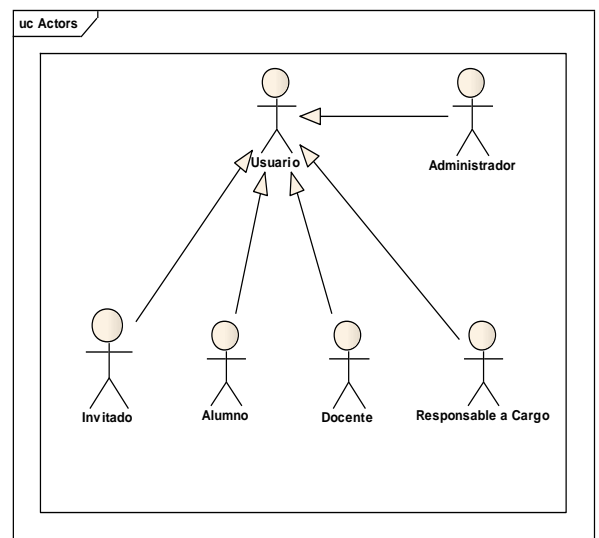 uc Actors
Usuario
Administrador
Invitado
Alumno
Docente
Responsable a Cargo